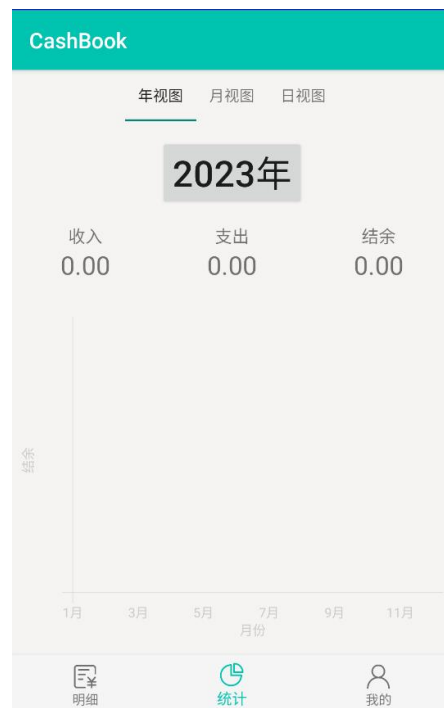 CashBook
年视图 月视图 日视图
2023年
收入 支出 结余
0.00 0.00 0.00
结余
1月 3月 5月 7月 9月 11月
月份
明细 统计 我的